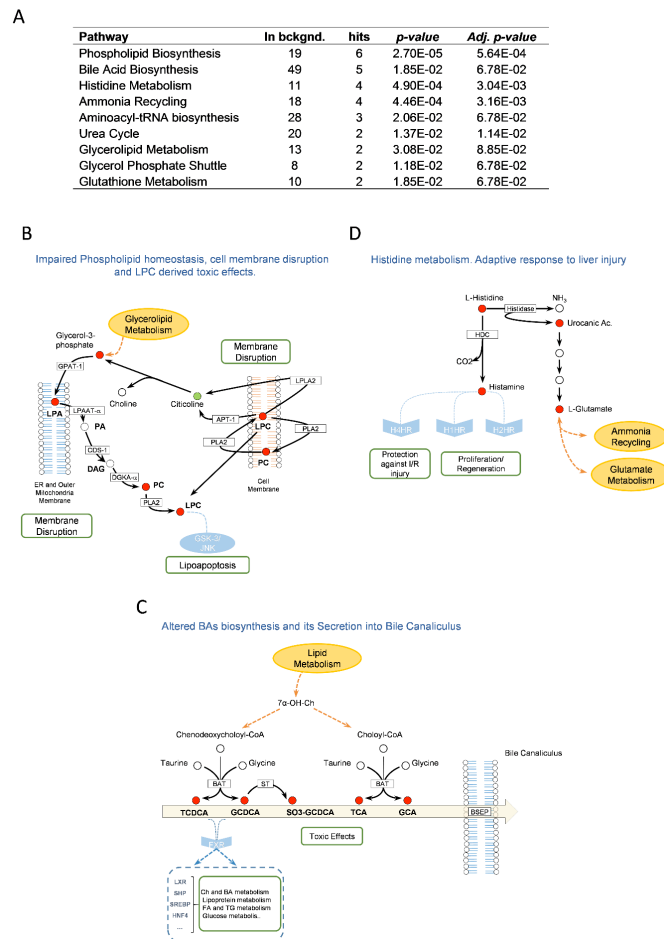 A
Pathway In bckgnd. hits p-value Adj. p-value
Phospholipid Biosynthesis 19 6 2.70E-05 5.64E-04
Bile Acid Biosynthesis 49 5 1.85E-02 6.78E-02
Histidine Metabolism 11 4 4.90E-04 3.04E-03
Ammonia Recycling 18 4 4.46E-04 3.16E-03
Aminoacyl-tRNA biosynthesis 28 3 2.06E-02 6.78E-02
Urea Cycle 20 2 1.37E-02 1.14E-02
Glycerolipid Metabolism 13 2 3.08E-02 8.85E-02
Glycerol Phosphate Shuttle 8 2 1.18E-02 6.78E-02
Glutathione Metabolism 10 2 1.85E-02 6.78E-02
B
Impaired Phospholipid homeostasis, cell membrane disruption
and LPC derived toxic effects.
Glycerolipid
Metabolism
Glycerol-3-
phosphate
GPAT-1
LPA
LPAAT-α
PA
CDS-1
DAG
DGKA-α
PC
PLA2
LPC
ER and Outer
Mitochondria
Membrane
Membrane
Disruption
Choline
Citicoline
Membrane
Disruption
LPLA2
APT-1
LPC
PLA2
PLA2
PC
Cell
Membrane
GSK-3/
JNK
Lipoapoptosis
D
Histidine metabolism. Adaptive response to liver injury
L-Histidine
NH3
Histidase
Urocanic Ac.
HDC
CO2
Histamine
L-Glutamate
H4HR
H1HR
H2HR
Protection
against I/R
injury
Proliferation/
Regeneration
Ammonia
Recycling
Glutamate
Metabolism
C
Altered BAs biosynthesis and its Secretion into Bile Canaliculus
Lipid
Metabolism
7α-OH-Ch
Chenodeoxycholoyl-CoA
Choloyl-CoA
Bile Canaliculus
Taurine
Glycine
Taurine
Glycine
BAT
ST
BAT
TCDCA
GCDCA
SO3-GCDCA
TCA
GCA
BSEP
Toxic Effects
FXR
LXR
SHP
SREBP
HNF4
...
Ch and BA metabolism
Lipoprotein metabolism
FA and TG metabolism
Glucose metabolis..